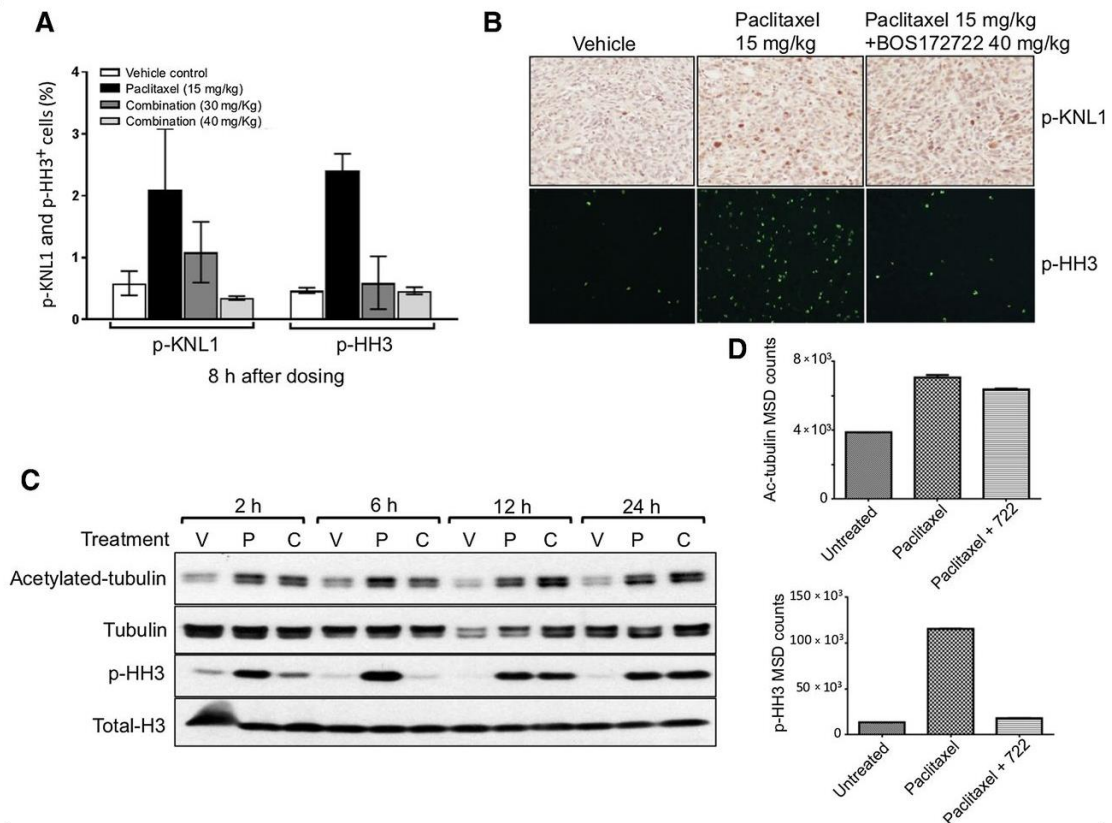 A
p-KNL1 and p-HH3⁺ cells (%)
4
3
2
1
0
Vehicle control
Paclitaxel (15 mg/kg)
Combination (30 mg/Kg)
Combination (40 mg/Kg)
p-KNL1
p-HH3
8 h after dosing
B
Vehicle
Paclitaxel
15 mg/kg
Paclitaxel 15 mg/kg
+BOS172722 40 mg/kg
p-KNL1
p-HH3
C
2 h 6 h 12 h 24 h
Treatment V P C V P C V P C V P C
Acetylated-tubulin
Tubulin
p-HH3
Total-H3
D
Ac-tubulin MSD counts
8 × 10³
4 × 10³
0
Untreated
Paclitaxel
Paclitaxel + 722
p-HH3 MSD counts
150 × 10³
100 × 10³
50 × 10³
0
Untreated
Paclitaxel
Paclitaxel + 722